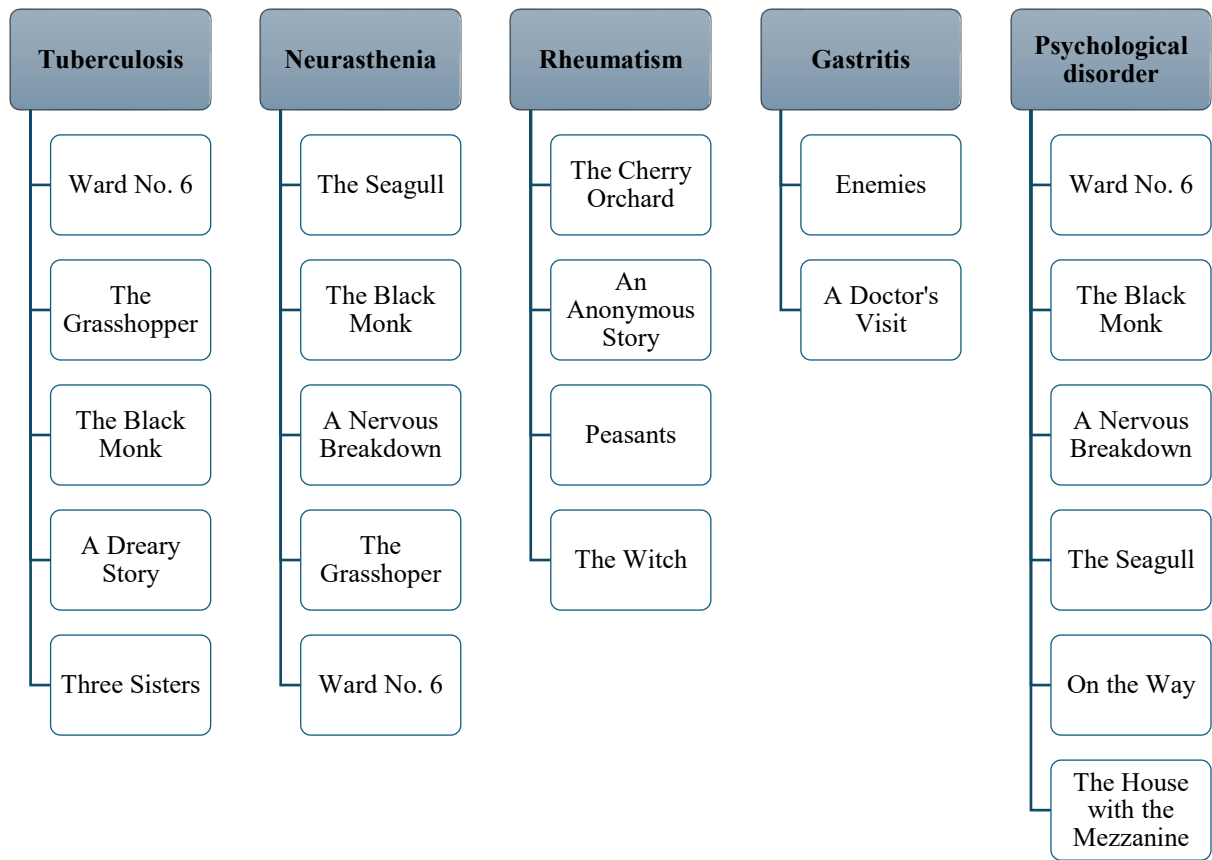 Tuberculosis
Ward No. 6
The
Grasshopper
The Black
Monk
A Dreary
Story
Three Sisters
Neurasthenia
The Seagull
The Black
Monk
A Nervous
Breakdown
The
Grasshoper
Ward No. 6
Rheumatism
The Cherry
Orchard
An
Anonymous
Story
Peasants
The Witch
Gastritis
Enemies
A Doctor's
Visit
Psychological
disorder
Ward No. 6
The Black
Monk
A Nervous
Breakdown
The Seagull
On the Way
The House
with the
Mezzanine